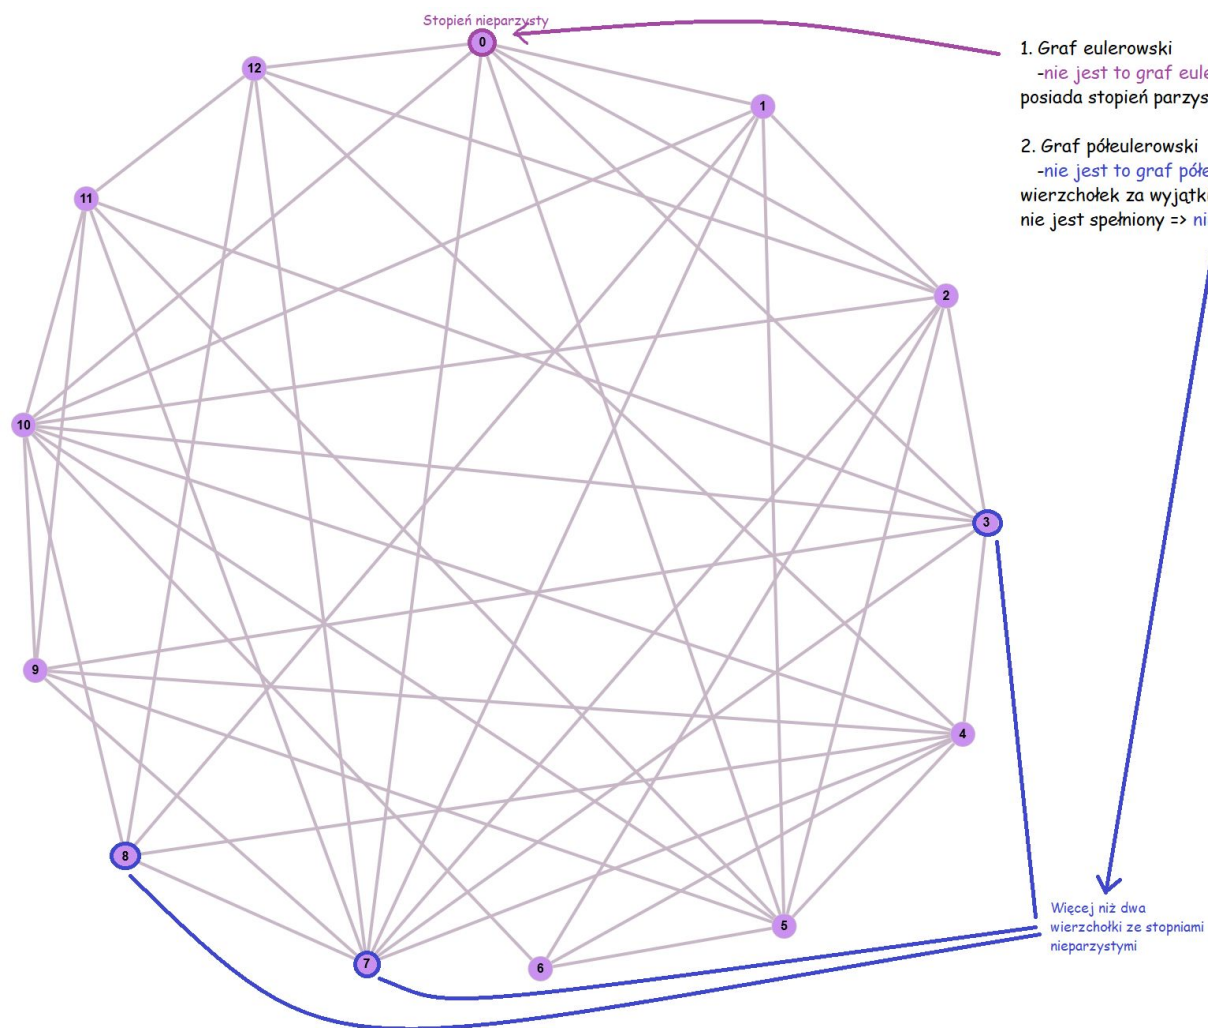 Stopień nieparzysty
0
12
1
11
2
10
3
9
4
8
7
6
5
1. Graf eulerowski
-nie jest to graf eule
posiada stopień parzys
2. Graf półeulerowski
-nie jest to graf półe
wierzchołek za wyjątk
nie jest spełniony => ni
Więcej niż dwa
wierzchołki ze stopniami
nieparzystymi